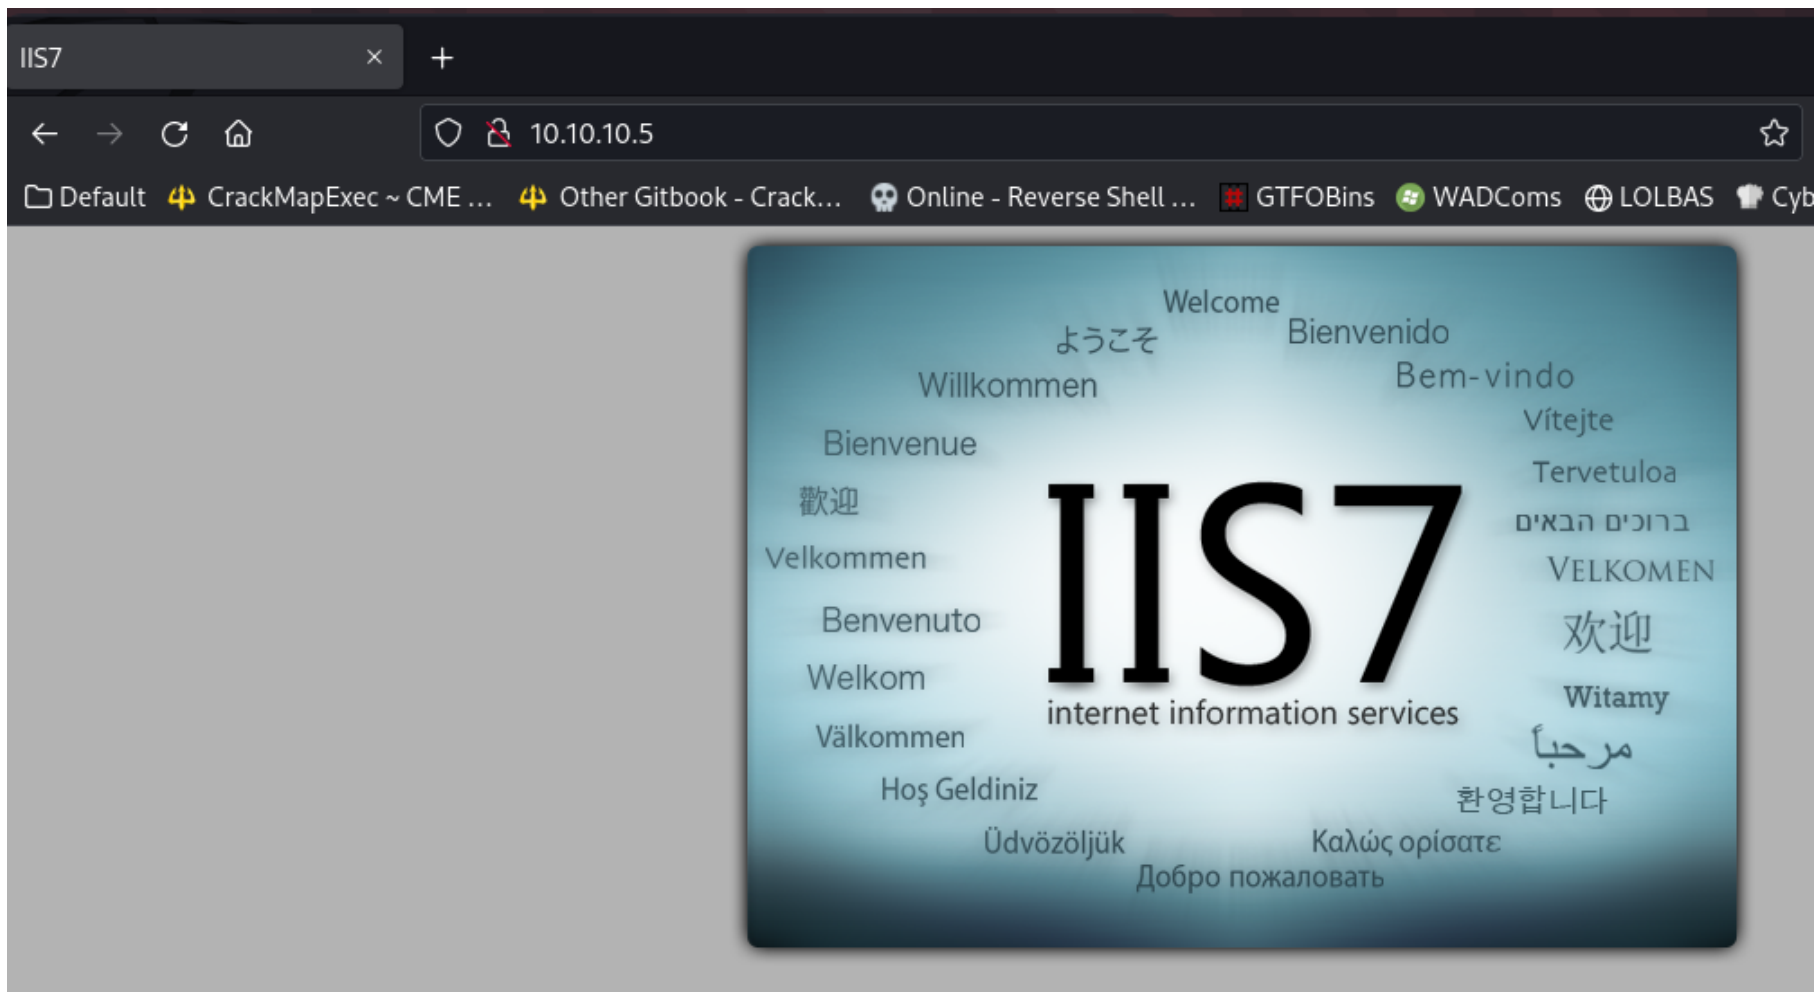 IIS7
10.10.10.5
Default CrackMapExec ~ CME ... Other Gitbook - Crack... Online - Reverse Shell ... GTFOBins WADComs LOLBAS Cyb
Welcome
ようこそ
Bienvenido
Willkommen
Bem-vindo
Vítejte
Bienvenue
Tervetuloa
歡迎
ברוכים הבאים
Velkommen
VELKOMEN
IIS7
internet information services
Benvenuto
欢迎
Welkom
Witamy
Välkommen
مرحباً
Hoş Geldiniz
환영합니다
Üdvözöljük
Καλώς ορίσατε
Добро пожаловать